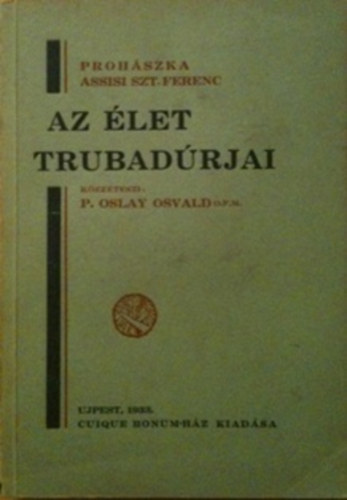 PROHÁSZKA
ASSISI SZT. FERENC
AZ ÉLET
TRUBADÚRJAI
KÖZZÉTESZI:
P. OSLAY OSVALD O.F.M.
UJPEST, 1933.
CUIQUE BONUM-HÁZ KIADÁSA